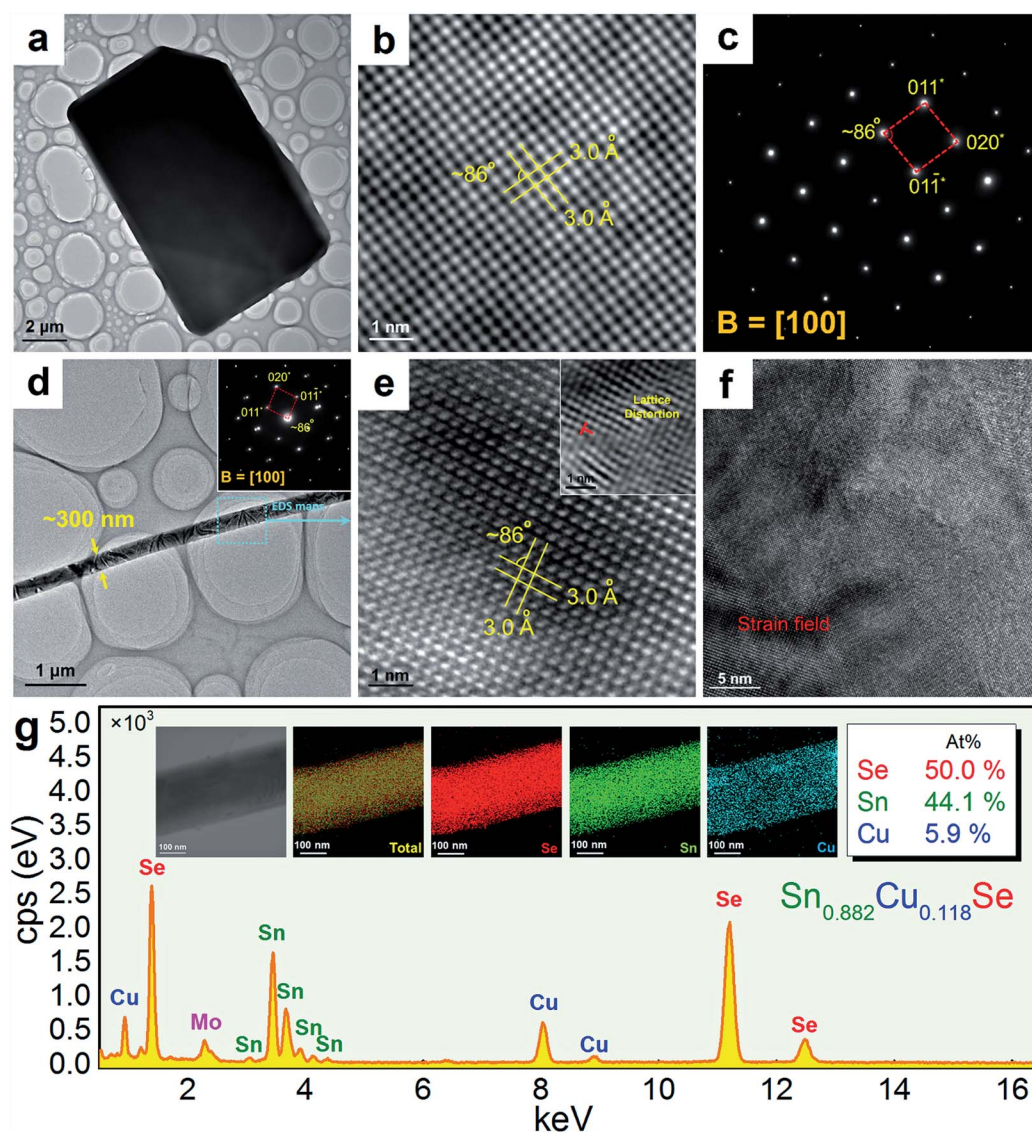 a
2 µm
b
~86°
3.0 Å
3.0 Å
1 nm
c
011*
~86°
020*
011̄*
B = [100]
d
020*
011̄*
011*
~86°
B = [100]
~300 nm
EDS maps
1 µm
e
Lattice
Distortion
1 nm
~86°
3.0 Å
3.0 Å
1 nm
f
Strain field
5 nm
g
×10³
5.0
4.5
4.0
3.5
3.0
2.5
2.0
1.5
1.0
0.5
0.0
cps (eV)
100 nm
100 nm Total
100 nm Se
100 nm Sn
100 nm Cu
At%
Se 50.0 %
Sn 44.1 %
Cu 5.9 %
Sn₀.₈₈₂Cu₀.₁₁₈Se
Cu
Se
Mo
Sn
Sn
Sn
Sn
Sn
Cu
Cu
Se
Se
2 4 6 8 10 12 14 16
keV